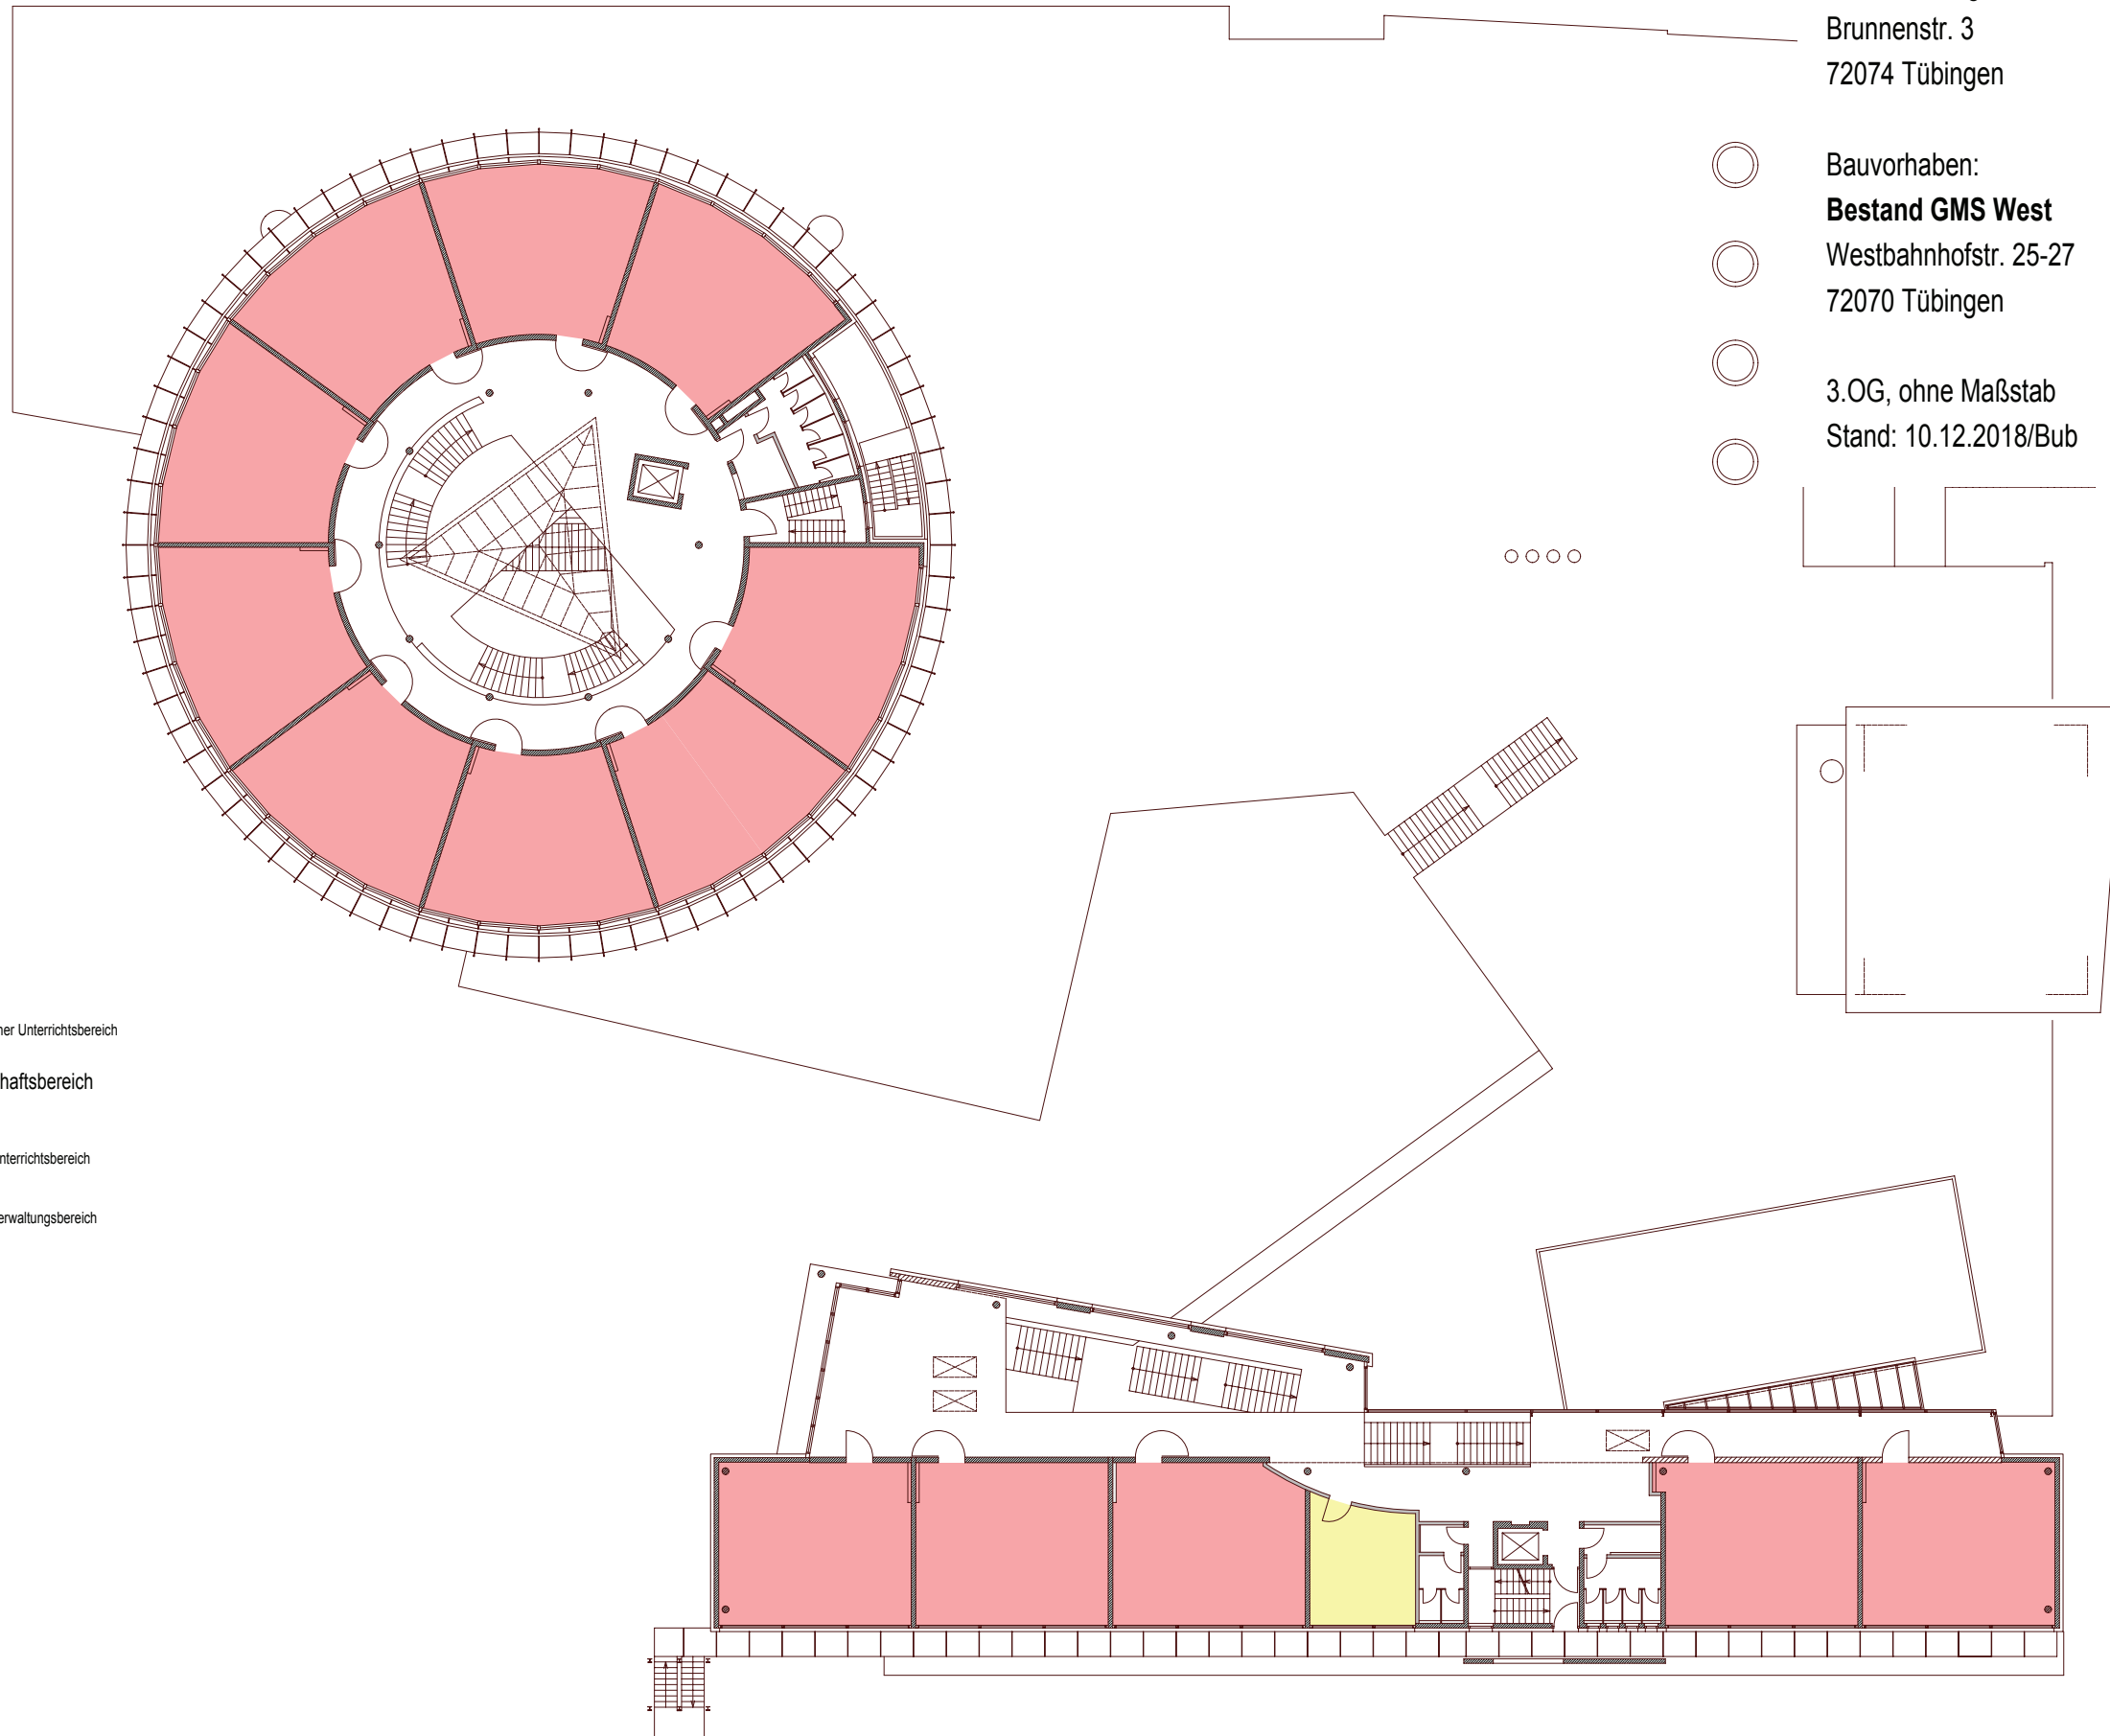 Brunnenstr. 3
72074 Tübingen
Bauvorhaben:
Bestand GMS West
Westbahnhofstr. 25-27
72070 Tübingen
3.OG, ohne Maßstab
Stand: 10.12.2018/Bub
ner Unterrichtsbereich
haftsbereich
nterrichtsbereich
erwaltungsbereich